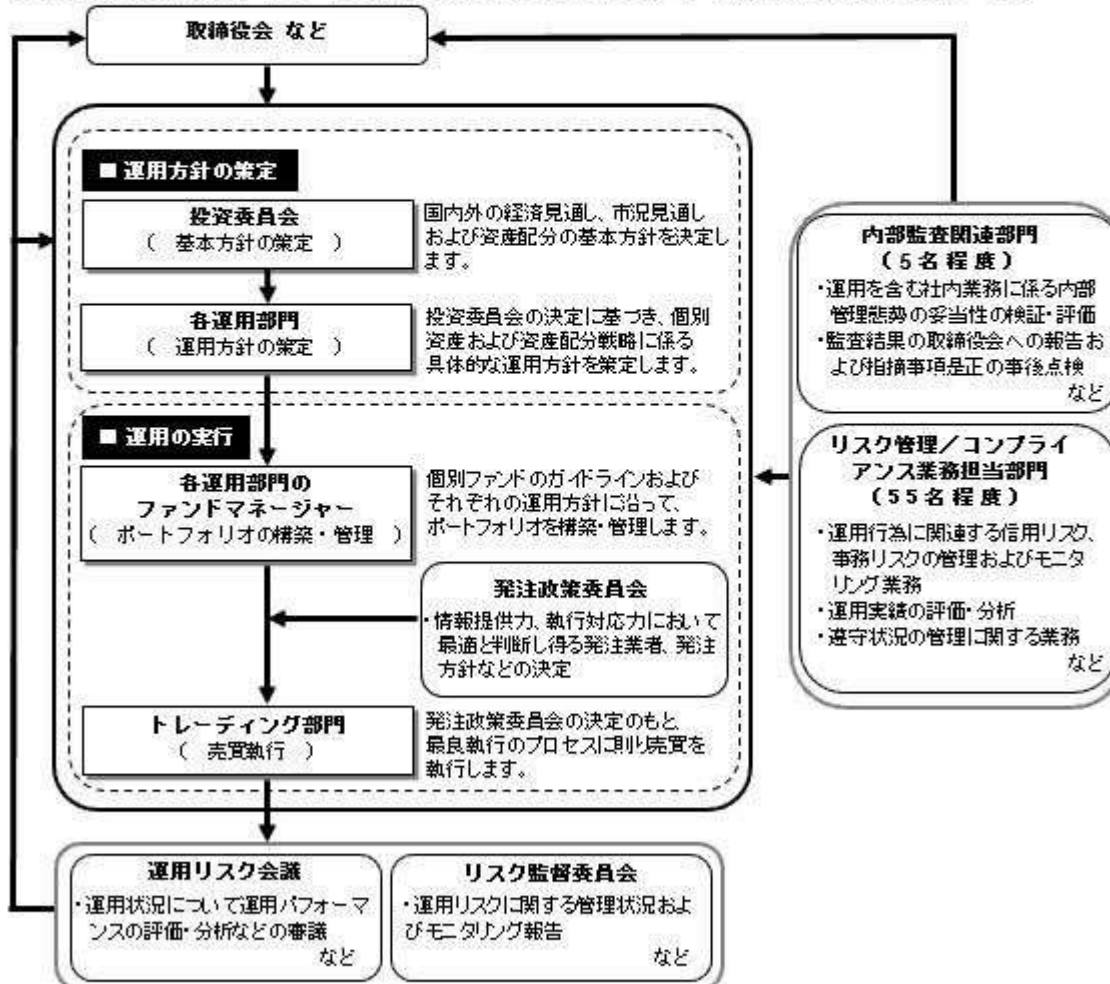 取締役会 など
■ 運用方針の策定
投資委員会
( 基本方針の策定 )
国内外の経済見通し、市況見通し
および資産配分の基本方針を決定し
ます。
各運用部門
( 運用方針の策定 )
投資委員会の決定に基づき、個別
資産および資産配分戦略に係る
具体的な運用方針を策定します。
■ 運用の実行
各運用部門の
ファンドマネージャー
( ポートフォリオの構築・管理 )
個別ファンドのガイドラインおよび
それぞれの運用方針に沿って、
ポートフォリオを構築・管理します。
発注政策委員会
・情報提供力、執行対応力において
最適と判断し得る発注業者、発注
方針などの決定
トレーディング部門
( 売買執行 )
発注政策委員会の決定のもと、
最良執行のプロセスに則り売買を
執行します。
運用リスク会議
・運用状況について運用パフォーマ
ンスの評価・分析などの審議
など
リスク監督委員会
・運用リスクに関する管理状況およ
びモニタリング報告
など
内部監査関連部門
(5名程度)
・運用を含む社内業務に係る内部
管理態勢の妥当性の検証・評価
・監査結果の取締役会への報告お
よび指摘事項是正の事後点検
など
リスク管理/コンプライ
アンス業務担当部門
(55名程度)
・運用行為に関連する信用リスク、
事務リスクの管理およびモニタ
リング業務
・運用実績の評価・分析
・遵守状況の管理に関する業務
など